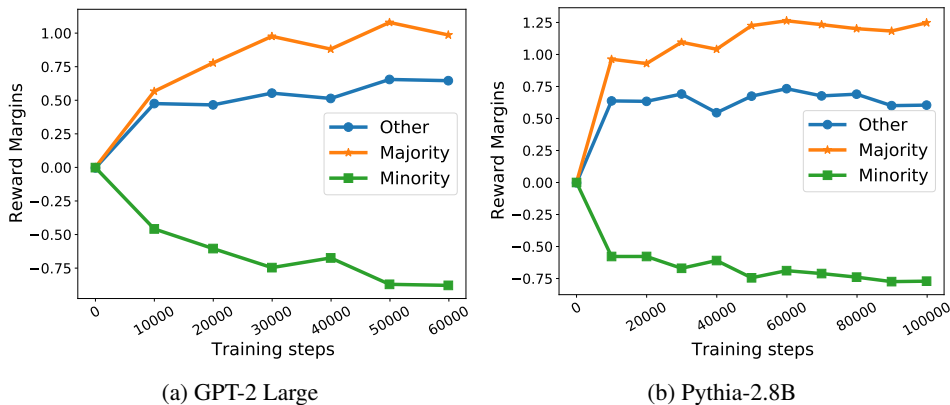 1.00
0.75
0.50
0.25
0.00
−0.25
−0.50
−0.75
Reward Margins
Other
Majority
Minority
0
10000
20000
30000
40000
50000
60000
Training steps
(a) GPT-2 Large
1.25
1.00
0.75
0.50
0.25
0.00
−0.25
−0.50
−0.75
Reward Margins
Other
Majority
Minority
0
20000
40000
60000
80000
100000
Training steps
(b) Pythia-2.8B